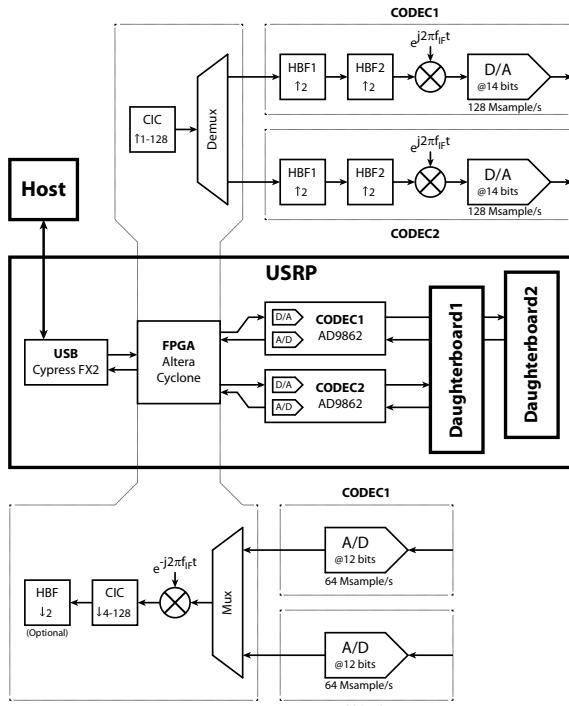 CODEC1
e^j2πf_IF t
HBF1
↑2
HBF2
↑2
D/A
@14 bits
128 Msample/s
CIC
↑1-128
Demux
e^j2πf_IF t
HBF1
↑2
HBF2
↑2
D/A
@14 bits
128 Msample/s
CODEC2
Host
USRP
USB
Cypress FX2
FPGA
Altera
Cyclone
D/A
A/D
CODEC1
AD9862
D/A
A/D
CODEC2
AD9862
Daughterboard1
Daughterboard2
CODEC1
A/D
@12 bits
64 Msample/s
e^-j2πf_IF t
HBF
↓2
(Optional)
CIC
↓4-128
Mux
A/D
@12 bits
64 Msample/s